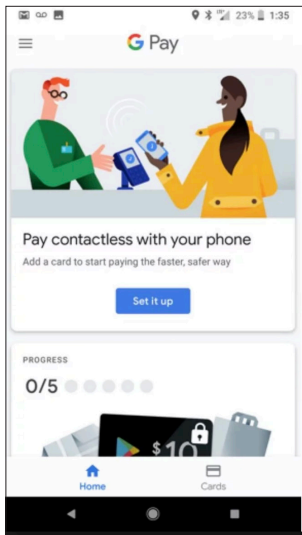 23% 1:35
G Pay
Pay contactless with your phone
Add a card to start paying the faster, safer way
Set it up
PROGRESS
0/5
$10
Home
Cards